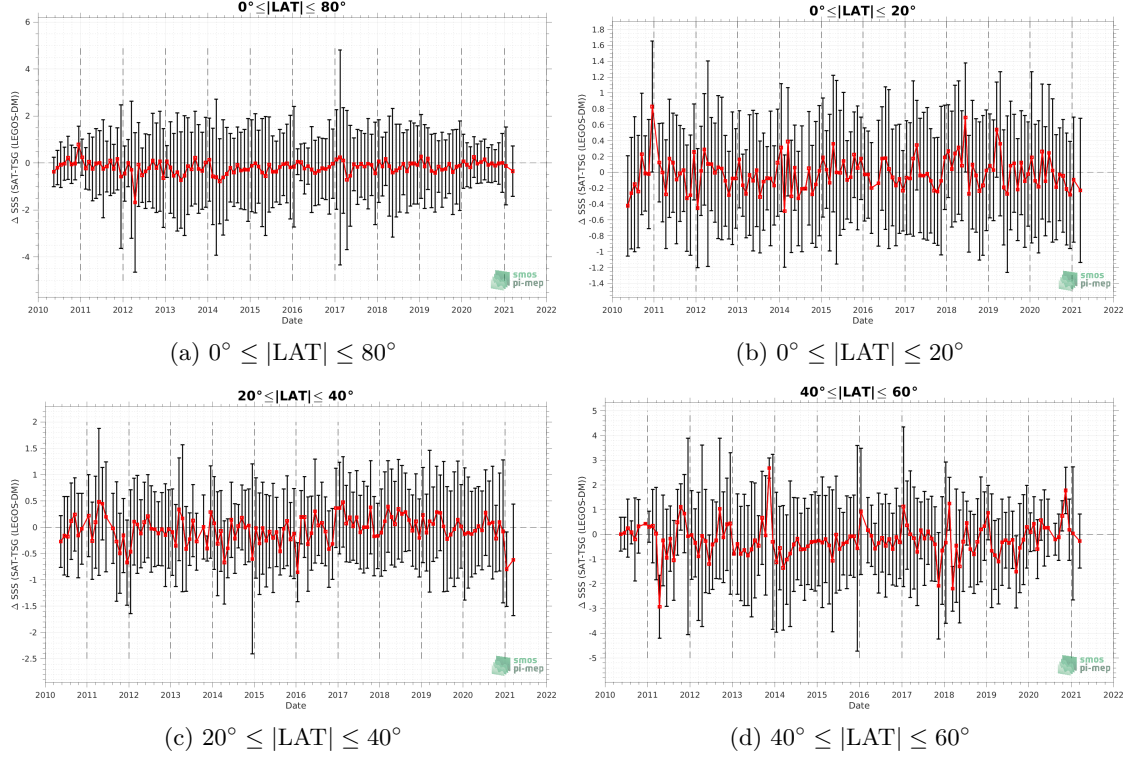 0°≤|LAT|≤ 80°
Δ SSS (SAT-TSG (LEGOS-DM))
6
4
2
0
-2
-4
2010 2011 2012 2013 2014 2015 2016 2017 2018 2019 2020 2021 2022
Date
smos
pi-mep
(a) 0° ≤ |LAT| ≤ 80°
0°≤|LAT|≤ 20°
Δ SSS (SAT-TSG (LEGOS-DM))
1.8
1.6
1.4
1.2
1
0.8
0.6
0.4
0.2
0
-0.2
-0.4
-0.6
-0.8
-1
-1.2
-1.4
2010 2011 2012 2013 2014 2015 2016 2017 2018 2019 2020 2021 2022
Date
smos
pi-mep
(b) 0° ≤ |LAT| ≤ 20°
20°≤|LAT|≤ 40°
Δ SSS (SAT-TSG (LEGOS-DM))
2
1.5
1
0.5
0
-0.5
-1
-1.5
-2
-2.5
2010 2011 2012 2013 2014 2015 2016 2017 2018 2019 2020 2021 2022
Date
smos
pi-mep
(c) 20° ≤ |LAT| ≤ 40°
40°≤|LAT|≤ 60°
Δ SSS (SAT-TSG (LEGOS-DM))
5
4
3
2
1
0
-1
-2
-3
-4
-5
2010 2011 2012 2013 2014 2015 2016 2017 2018 2019 2020 2021 2022
Date
smos
pi-mep
(d) 40° ≤ |LAT| ≤ 60°